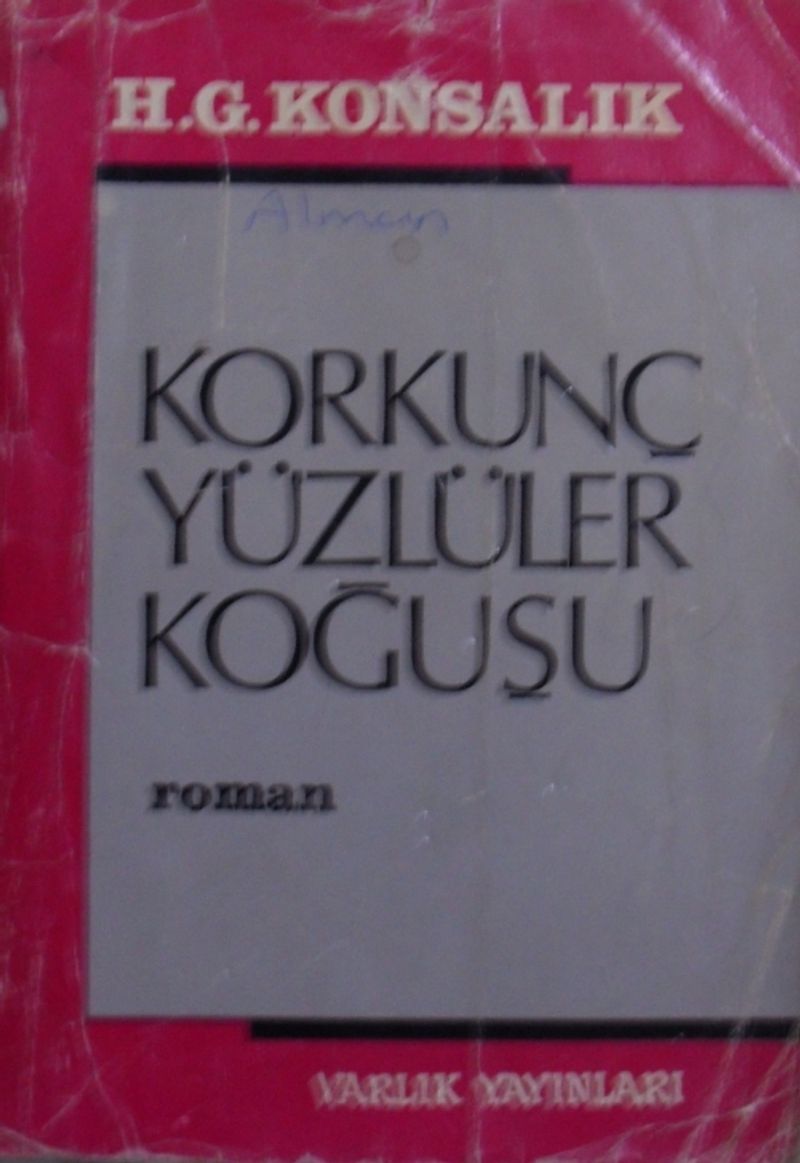 H.G. KONSALIK
Alman
KORKUNÇ
YÜZLÜLER
KOĞUŞU
roman
VARLIK YAYINLARI